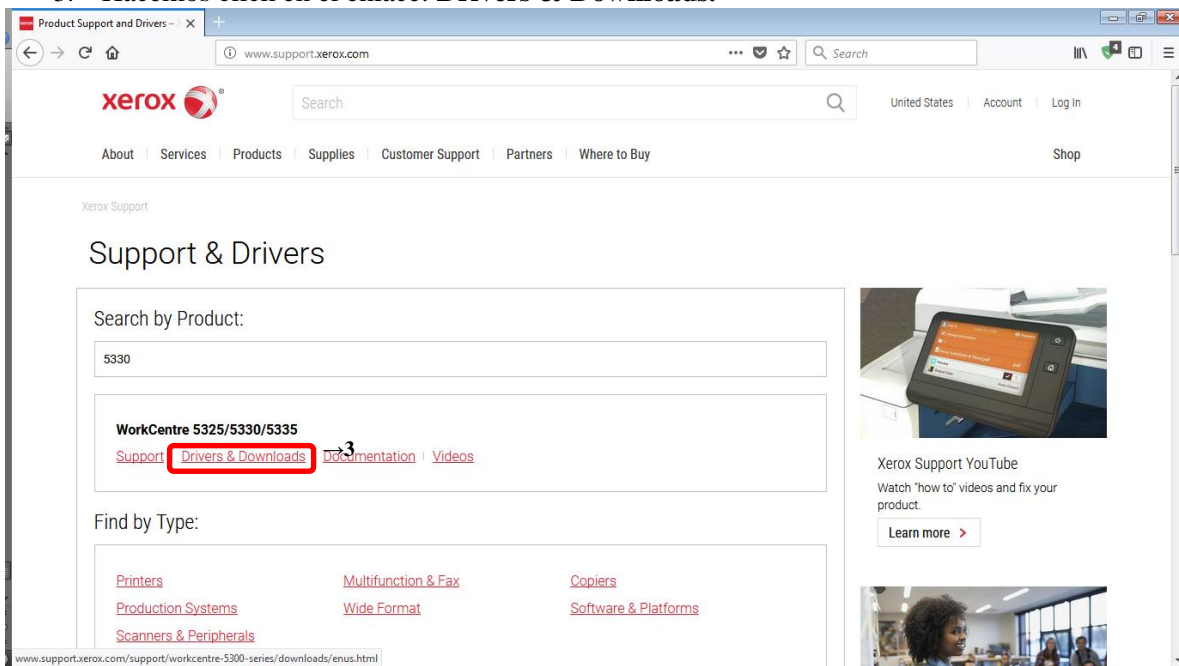 3. Hacemos click en el enlace: Drivers & Downloads.
Product Support and Drivers –
www.support.xerox.com
Search
4
xerox
Search
United States | Account | Log In
About | Services | Products | Supplies | Customer Support | Partners | Where to Buy
Shop
Xerox Support
Support & Drivers
Search by Product:
5330
WorkCentre 5325/5330/5335
Support Drivers & Downloads →3 Documentation | Videos
Xerox Support YouTube
Watch "how to" videos and fix your
product.
Learn more >
Find by Type:
Printers Multifunction & Fax Copiers
Production Systems Wide Format Software & Platforms
Scanners & Peripherals
www.support.xerox.com/support/workcentre-5300-series/downloads/enus.html